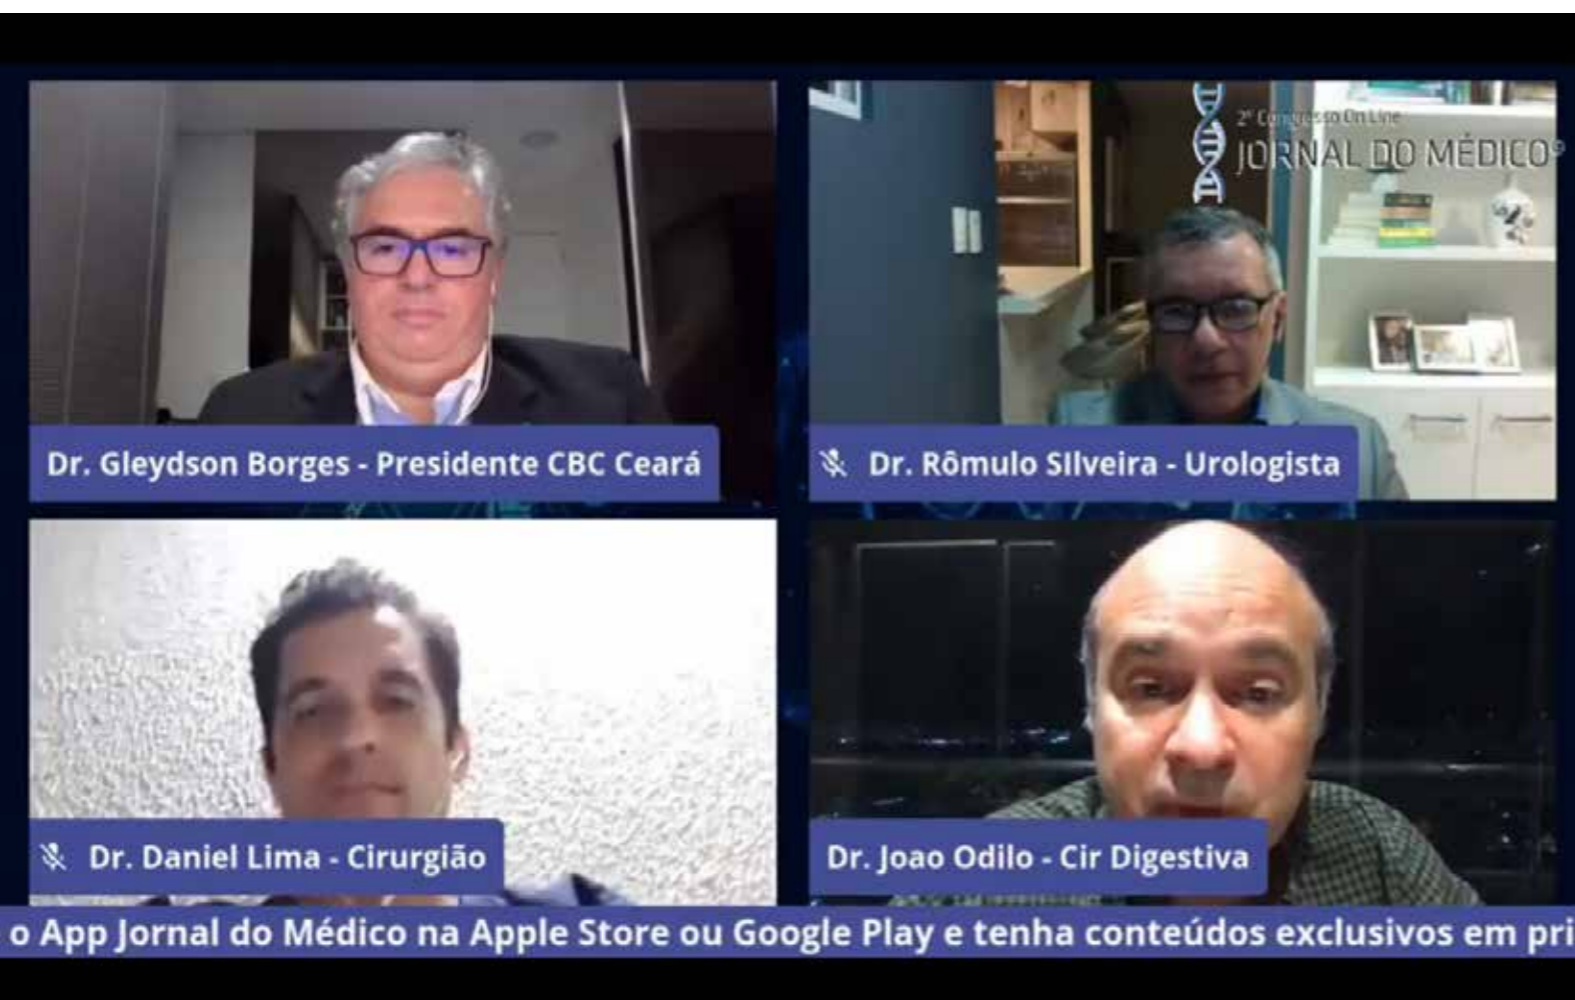 2º Congresso On Line
JORNAL DO MÉDICO®
Dr. Gleydson Borges - Presidente CBC Ceará
Dr. Rômulo SIlveira - Urologista
Dr. Daniel Lima - Cirurgião
Dr. Joao Odilo - Cir Digestiva
o App Jornal do Médico na Apple Store ou Google Play e tenha conteúdos exclusivos em pri